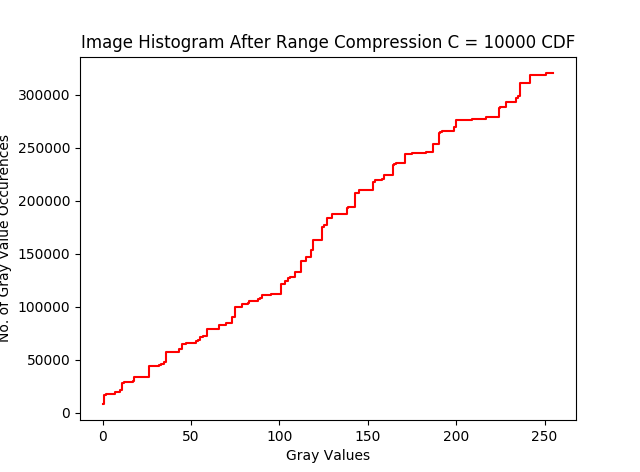 Image Histogram After Range Compression C = 10000 CDF
No. of Gray Value Occurences
300000
250000
200000
150000
100000
50000
0
0 50 100 150 200 250
Gray Values